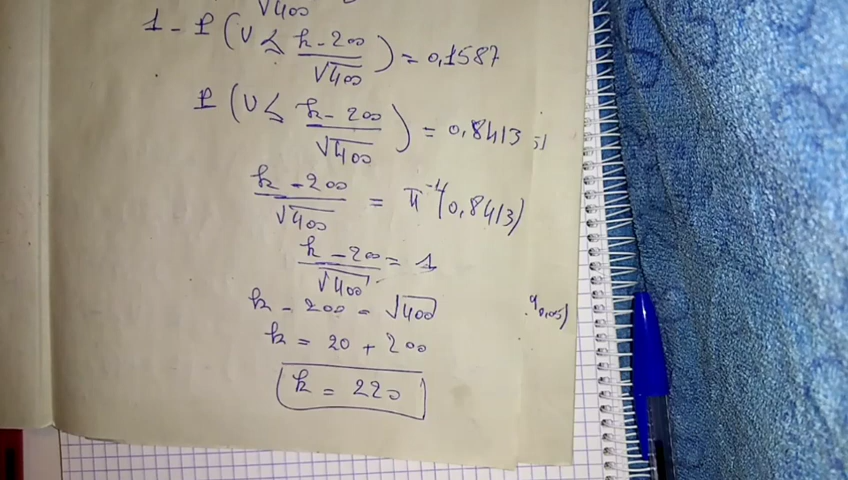 √400
1 - P(U ≤ (k - 200)/√400) = 0,1587
P(U ≤ (k - 200)/√400) = 0,8413
(k - 200)/√400 = π⁻¹(0,8413)
(k - 200)/√400 = 1
k - 200 = √400
k = 20 + 200
k = 220